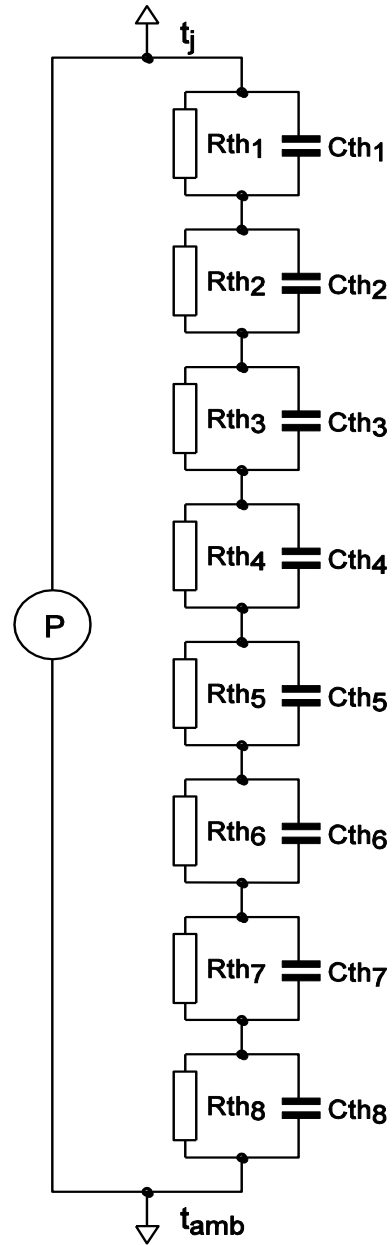 tj
Rth1 Cth1
Rth2 Cth2
Rth3 Cth3
Rth4 Cth4
P
Rth5 Cth5
Rth6 Cth6
Rth7 Cth7
Rth8 Cth8
tamb